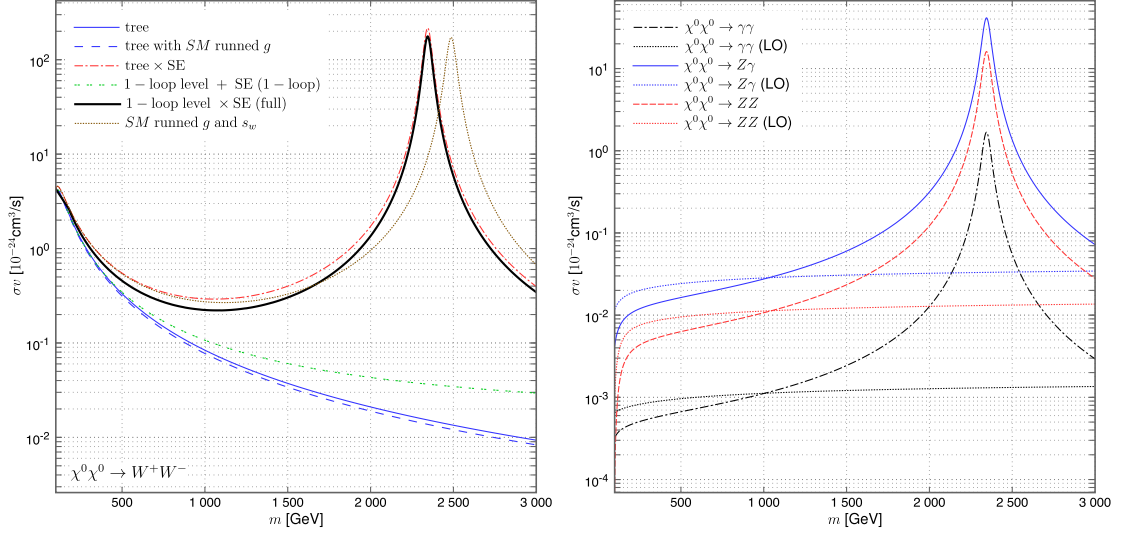 tree
tree with SM runned g
tree × SE
1 − loop level + SE (1 − loop)
1 − loop level × SE (full)
SM runned g and s_w
10^2
10^1
10^0
10^-1
10^-2
σv [10^−24 cm^3/s]
χ^0χ^0 → W^+W^−
500
1 000
1 500
2 000
2 500
3 000
m [GeV]
χ^0χ^0 → γγ
χ^0χ^0 → γγ (LO)
χ^0χ^0 → Zγ
χ^0χ^0 → Zγ (LO)
χ^0χ^0 → ZZ
χ^0χ^0 → ZZ (LO)
10^1
10^0
10^-1
10^-2
10^-3
10^-4
σv [10^−24 cm^3/s]
500
1 000
1 500
2 000
2 500
3 000
m [GeV]